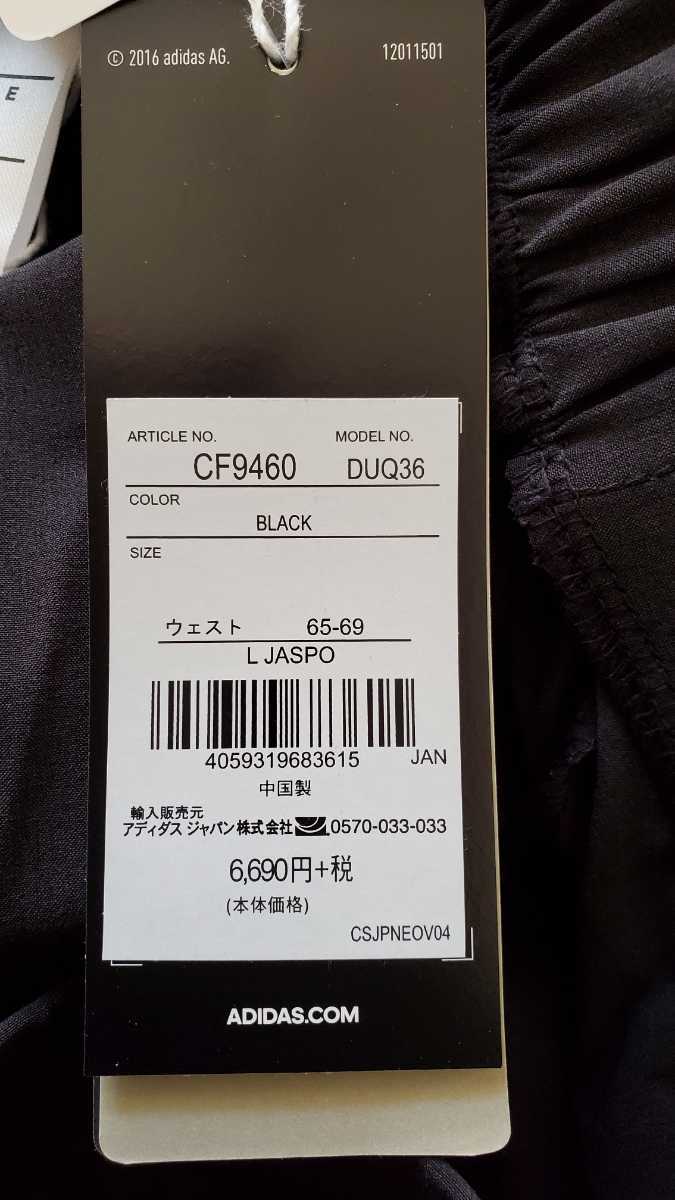 © 2016 adidas AG. 12011501
E
ARTICLE NO. MODEL NO.
CF9460 DUQ36
COLOR
BLACK
SIZE
ウェスト 65-69
L JASPO
4059319683615 JAN
中国製
輸入販売元
アディダス ジャパン株式会社 0570-033-033
6,690円+税
(本体価格)
CSJPNEOV04
ADIDAS.COM